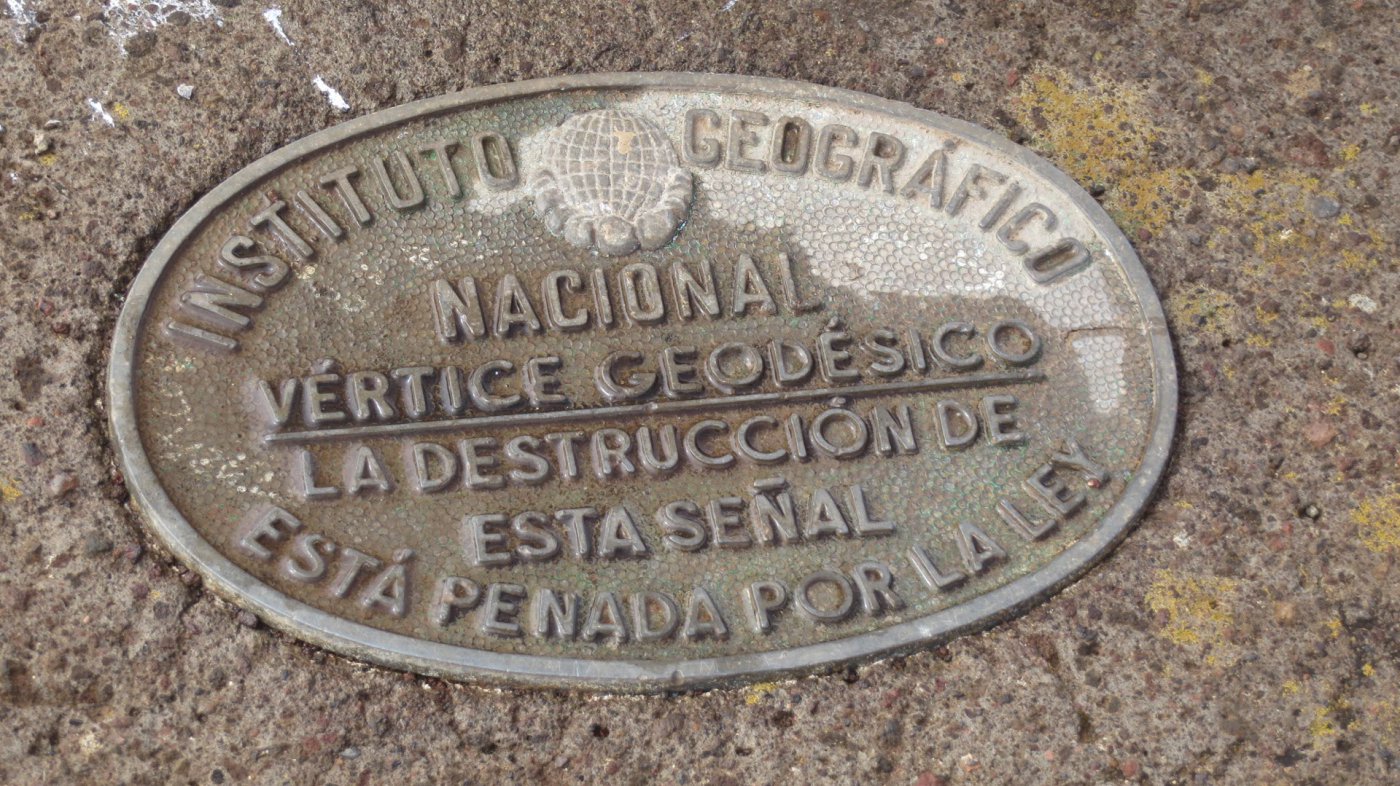 INSTITUTO GEOGRÁFICO
NACIONAL
VÉRTICE GEODÉSICO
LA DESTRUCCIÓN DE
ESTA SEÑAL
ESTÁ PENADA POR LA LEY